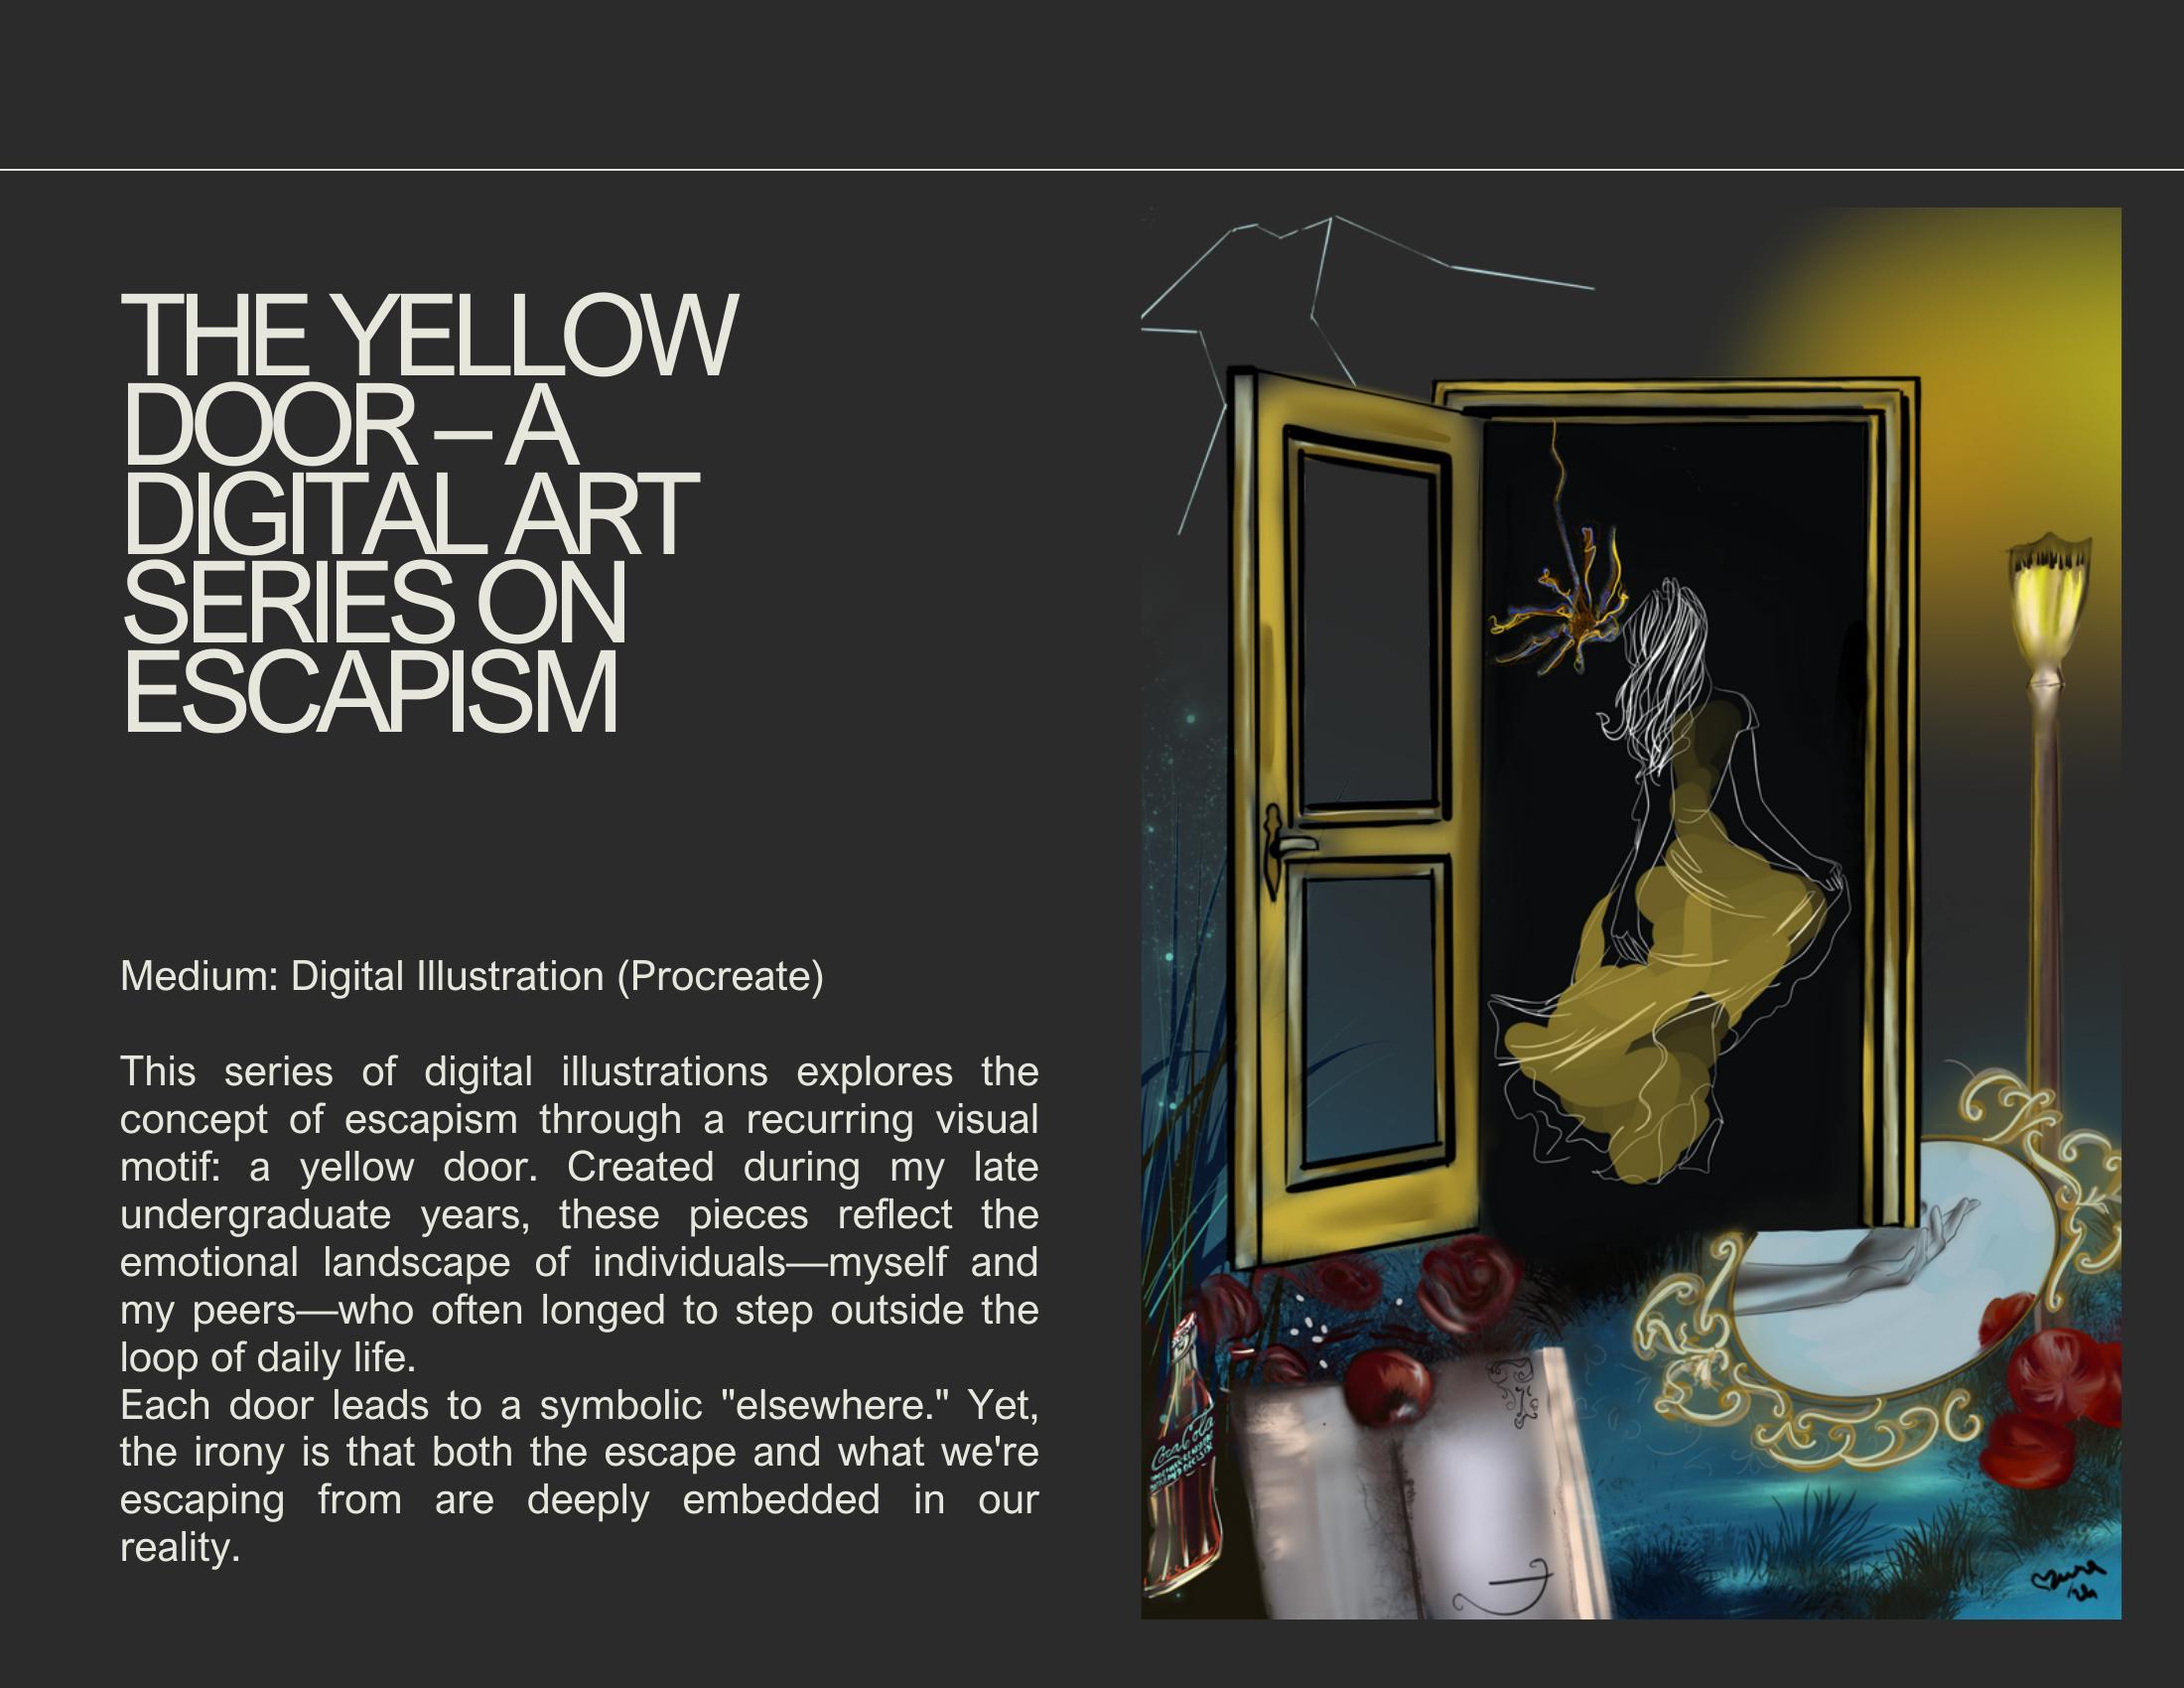 THE YELLOW
DOOR – A
DIGITAL ART
SERIES ON
ESCAPISM
Medium: Digital Illustration (Procreate)
This series of digital illustrations explores the
concept of escapism through a recurring visual
motif: a yellow door. Created during my late
undergraduate years, these pieces reflect the
emotional landscape of individuals—myself and
my peers—who often longed to step outside the
loop of daily life.
Each door leads to a symbolic "elsewhere." Yet,
the irony is that both the escape and what we're
escaping from are deeply embedded in our
reality.
Coca Cola